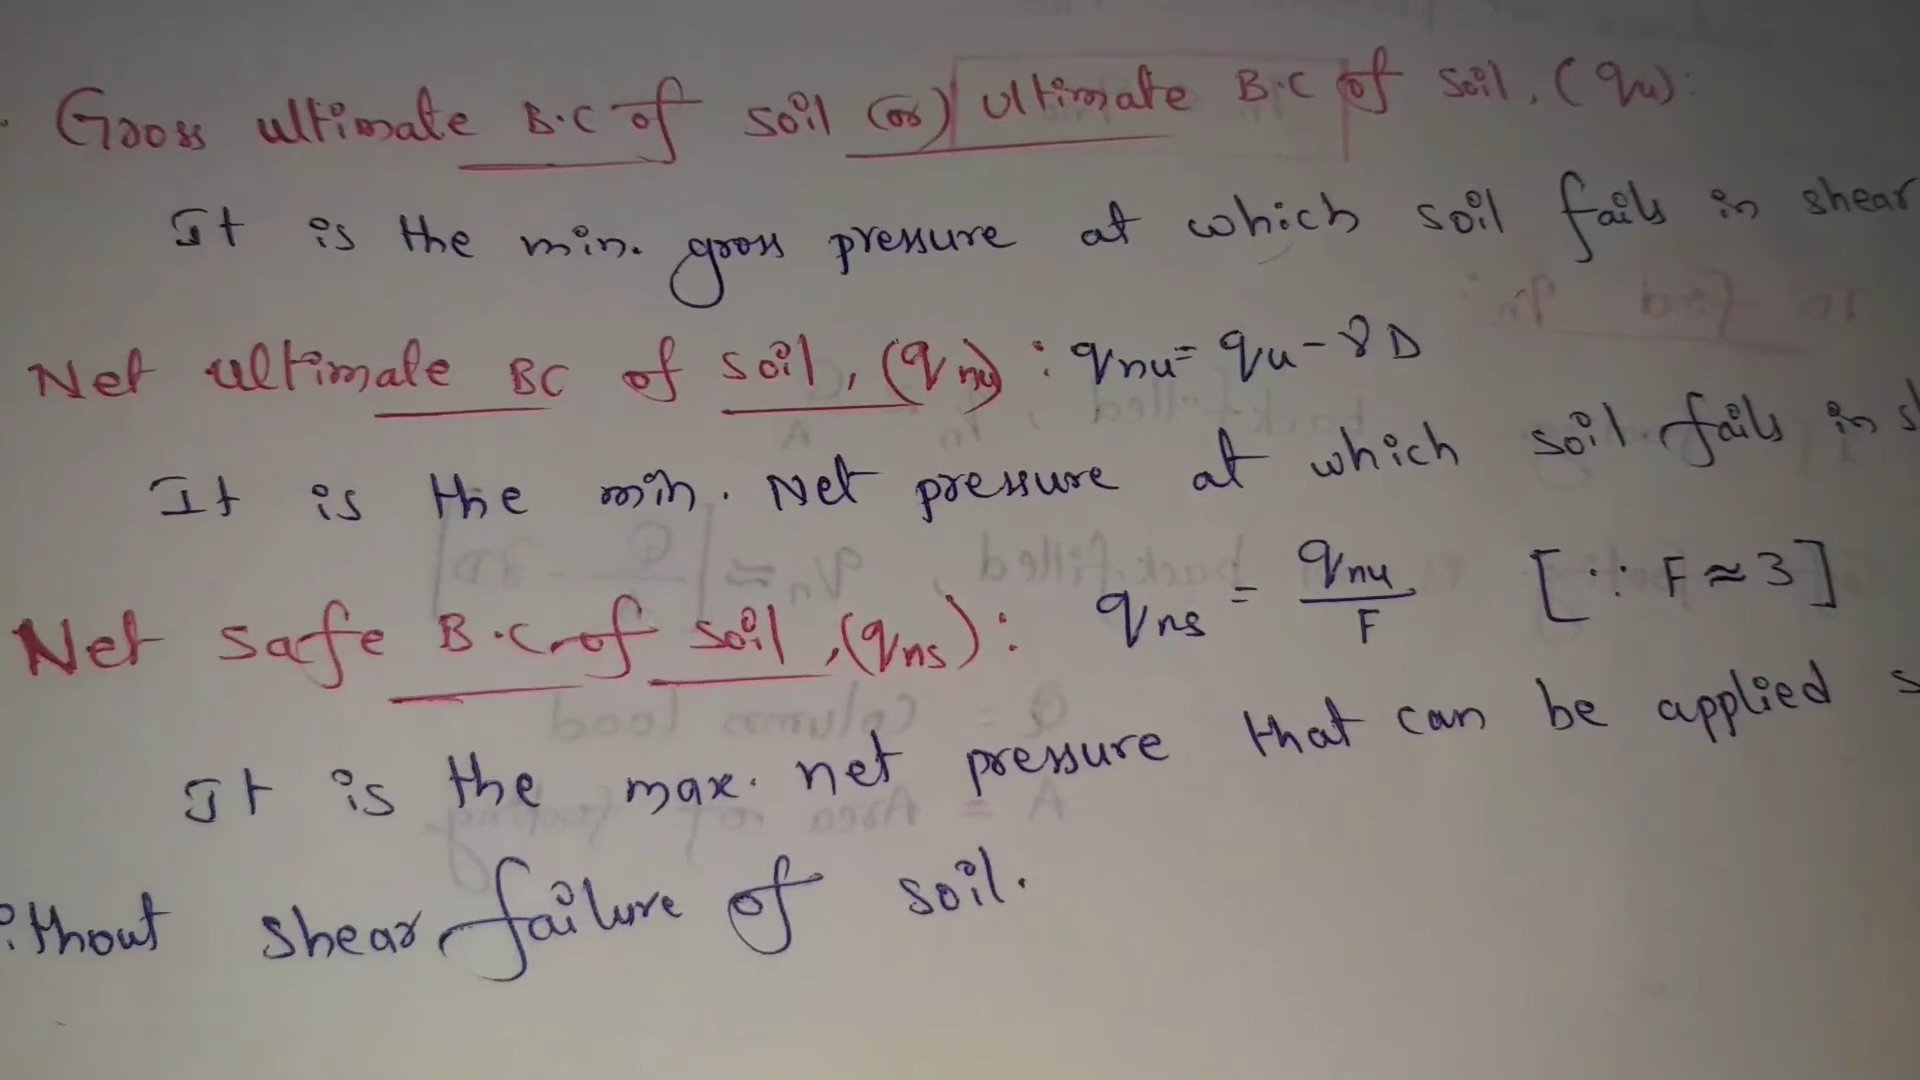 Gross ultimate B.C of soil (or) ultimate B.C of soil, (qu):
It is the min. gross pressure at which soil fails in shear
Net ultimate BC of soil, (qnu) : qnu = qu - γD
It is the min. Net pressure at which soil fails in
Net safe B.C of soil, (qns) : qns = qnu/F [∵ F ≈ 3]
It is the max. net pressure that can be applied
ithout shear failure of soil.